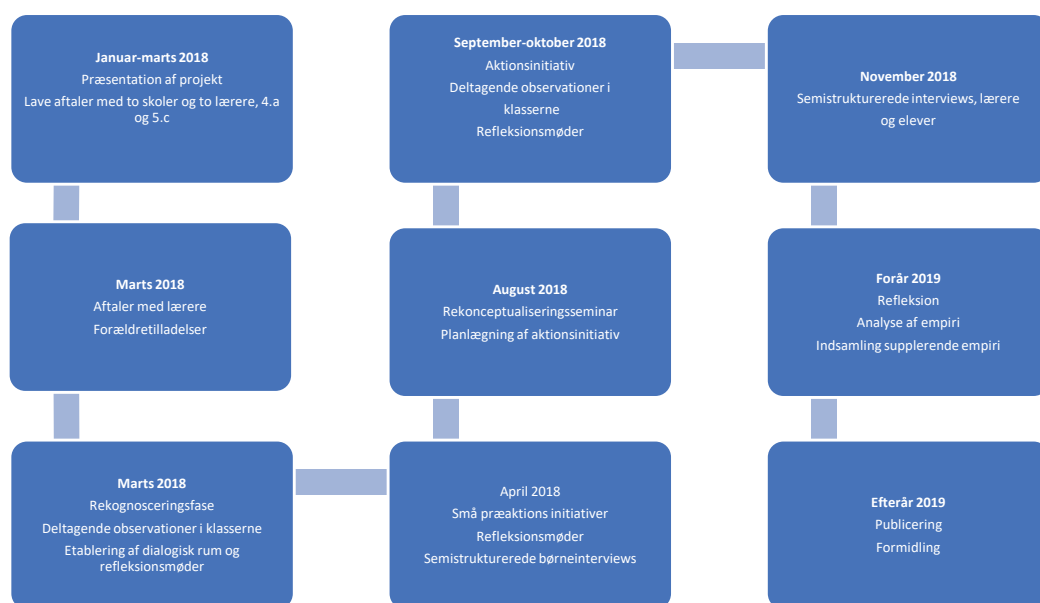 Januar-marts 2018
Præsentation af projekt
Lave aftaler med to skoler og to lærere, 4.a
og 5.c
Marts 2018
Aftaler med lærere
Forældretilladelser
Marts 2018
Rekognosceringsfase
Deltagende observationer i klasserne
Etablering af dialogisk rum og
refleksionsmøder
April 2018
Små præaktions initiativer
Refleksionsmøder
Semistrukturerede børneinterviews
August 2018
Rekonceptualiseringsseminar
Planlægning af aktionsinitiativ
September-oktober 2018
Aktionsinitiativ
Deltagende observationer i
klasserne
Refleksionsmøder
November 2018
Semistrukturerede interviews, lærere
og elever
Forår 2019
Refleksion
Analyse af empiri
Indsamling supplerende empiri
Efterår 2019
Publicering
Formidling